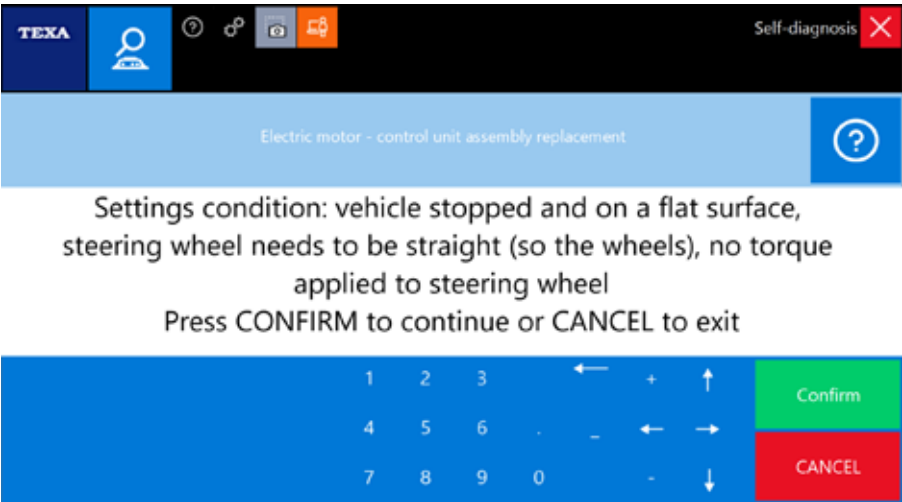 TEXA
Self-diagnosis
Electric motor - control unit assembly replacement
Settings condition: vehicle stopped and on a flat surface,
steering wheel needs to be straight (so the wheels), no torque
applied to steering wheel
Press CONFIRM to continue or CANCEL to exit
1 2 3 +
Confirm
4 5 6 . _
7 8 9 0 -
CANCEL